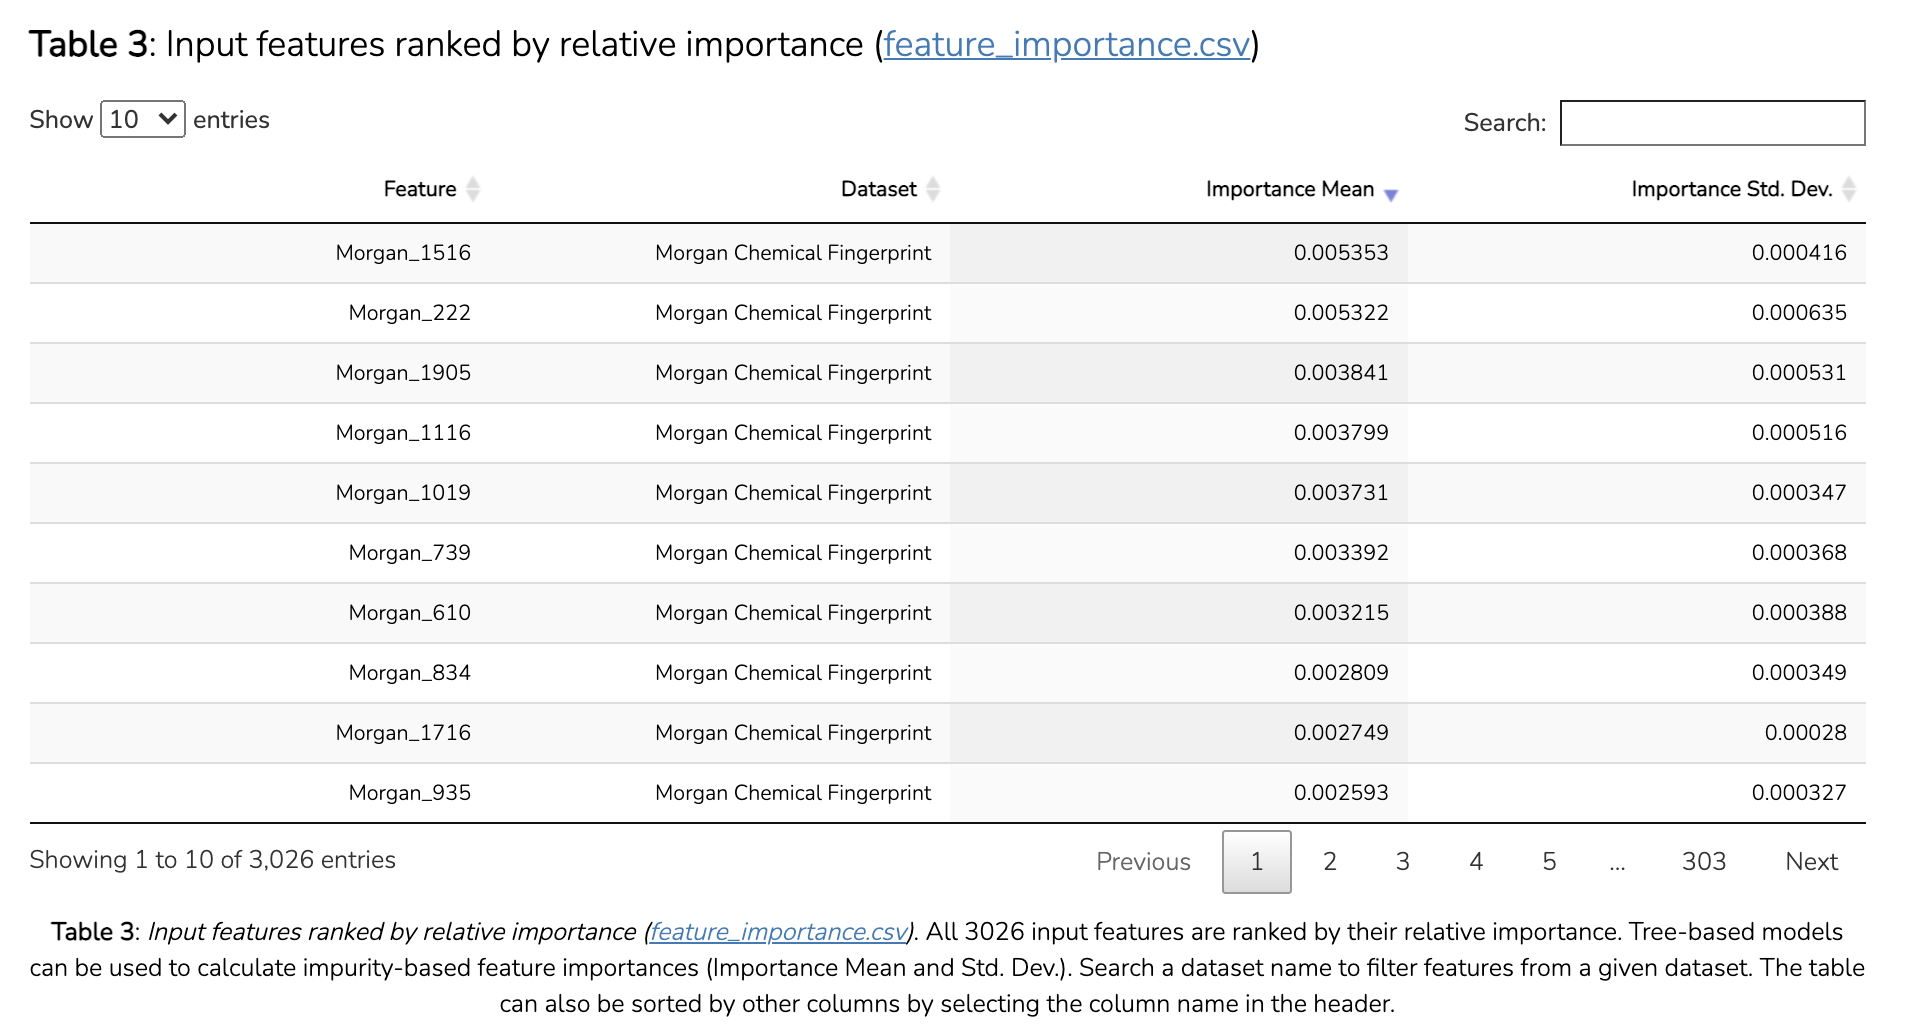 Table 3: Input features ranked by relative importance (feature_importance.csv)
Show 10 entries Search:
Feature Dataset Importance Mean Importance Std. Dev.
Morgan_1516 Morgan Chemical Fingerprint 0.005353 0.000416
Morgan_222 Morgan Chemical Fingerprint 0.005322 0.000635
Morgan_1905 Morgan Chemical Fingerprint 0.003841 0.000531
Morgan_1116 Morgan Chemical Fingerprint 0.003799 0.000516
Morgan_1019 Morgan Chemical Fingerprint 0.003731 0.000347
Morgan_739 Morgan Chemical Fingerprint 0.003392 0.000368
Morgan_610 Morgan Chemical Fingerprint 0.003215 0.000388
Morgan_834 Morgan Chemical Fingerprint 0.002809 0.000349
Morgan_1716 Morgan Chemical Fingerprint 0.002749 0.00028
Morgan_935 Morgan Chemical Fingerprint 0.002593 0.000327
Showing 1 to 10 of 3,026 entries Previous 1 2 3 4 5 ... 303 Next
Table 3: Input features ranked by relative importance (feature_importance.csv). All 3026 input features are ranked by their relative importance. Tree-based models
can be used to calculate impurity-based feature importances (Importance Mean and Std. Dev.). Search a dataset name to filter features from a given dataset. The table
can also be sorted by other columns by selecting the column name in the header.